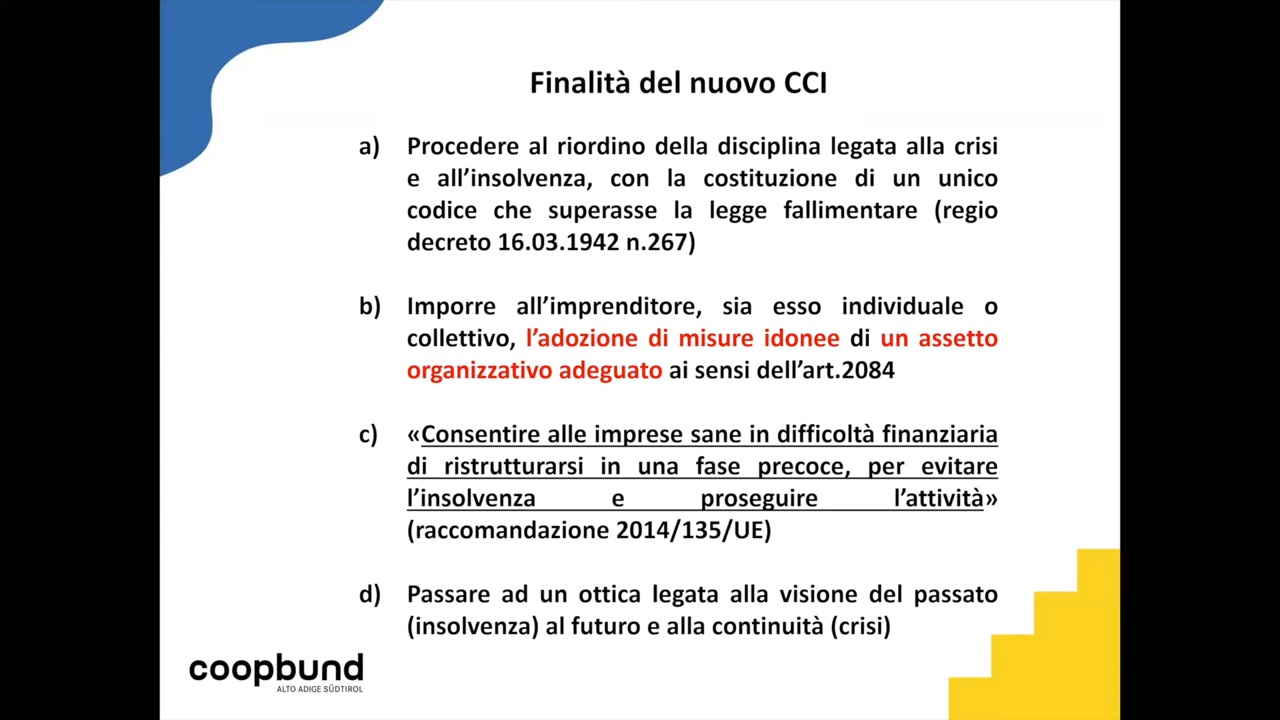 Finalità del nuovo CCI
a) Procedere al riordino della disciplina legata alla crisi
e all’insolvenza, con la costituzione di un unico
codice che superasse la legge fallimentare (regio
decreto 16.03.1942 n.267)
b) Imporre all’imprenditore, sia esso individuale o
collettivo, l’adozione di misure idonee di un assetto
organizzativo adeguato ai sensi dell’art.2084
c) «Consentire alle imprese sane in difficoltà finanziaria
di ristrutturarsi in una fase precoce, per evitare
l’insolvenza e proseguire l’attività»
(raccomandazione 2014/135/UE)
d) Passare ad un ottica legata alla visione del passato
(insolvenza) al futuro e alla continuità (crisi)
coopbund
ALTO ADIGE SÜDTIROL